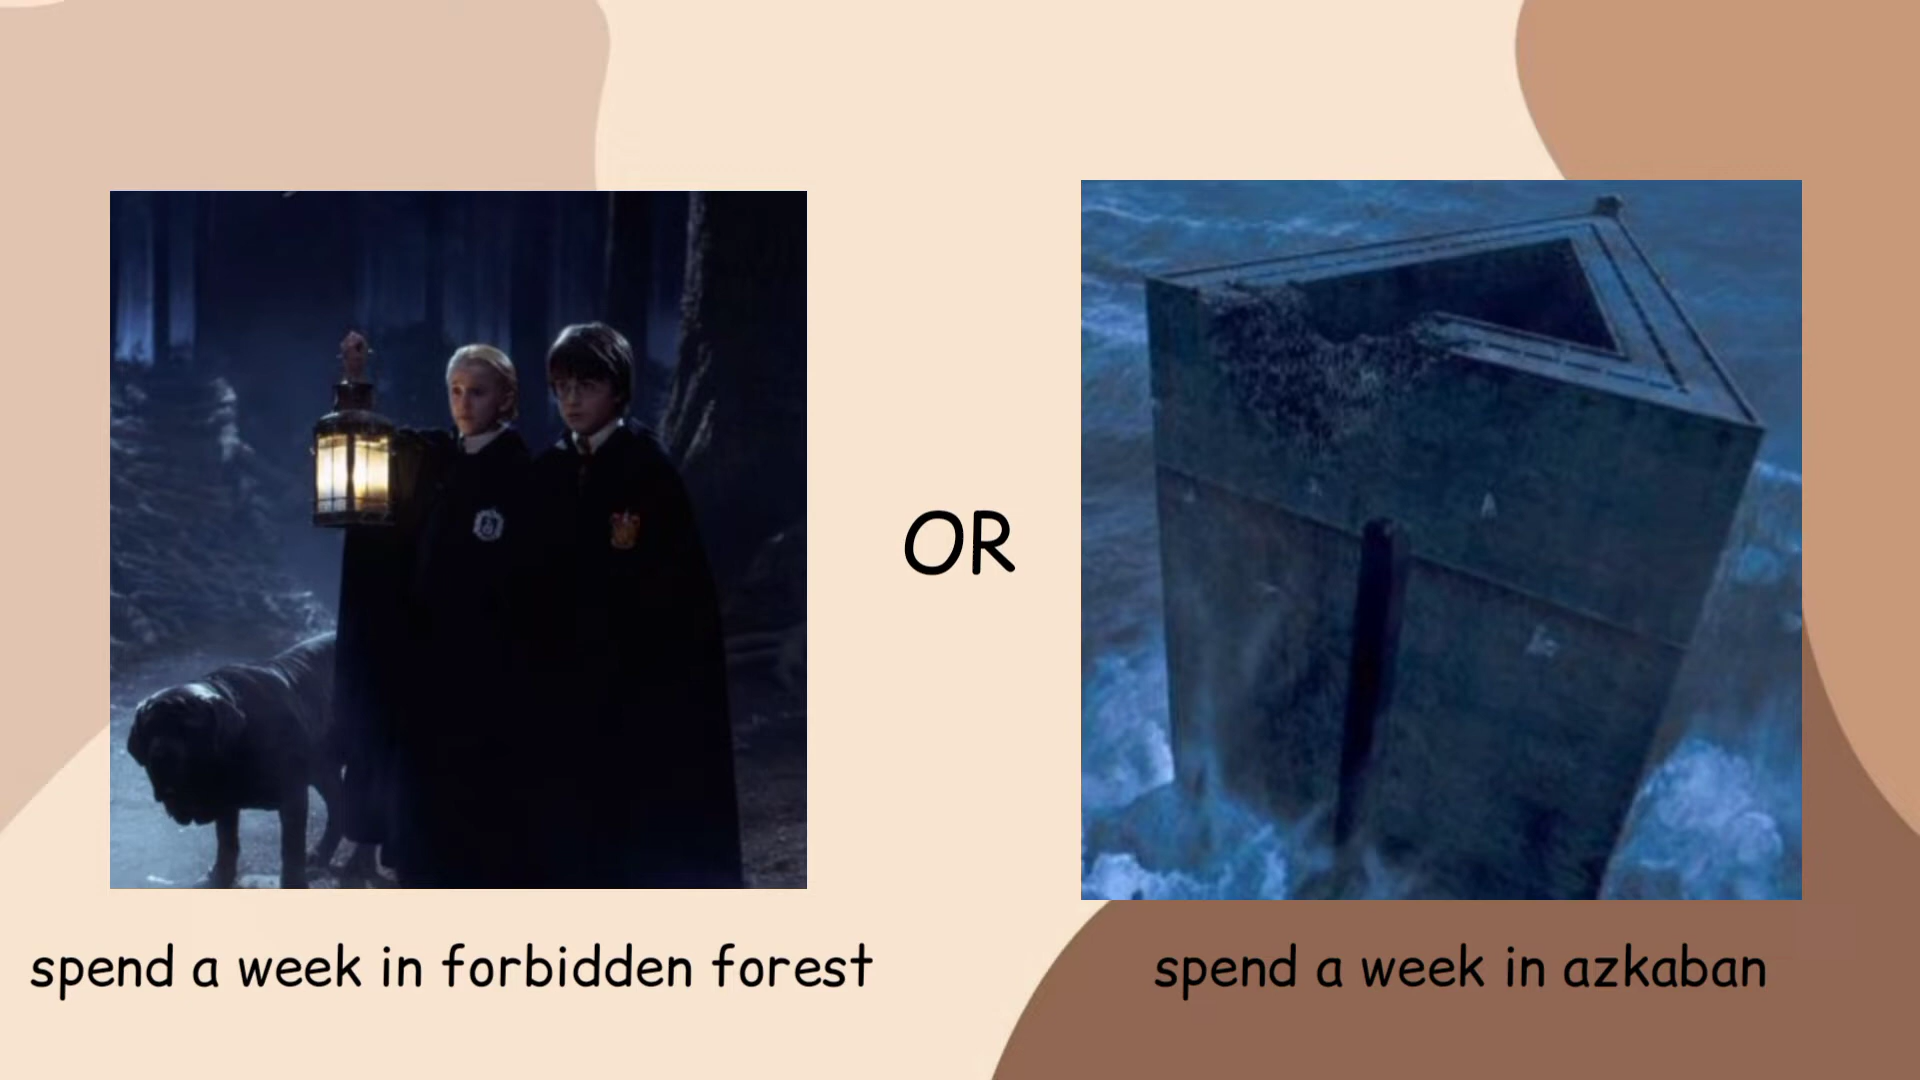 OR
spend a week in forbidden forest
spend a week in azkaban